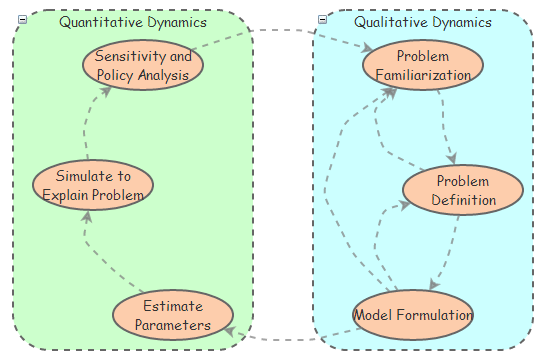 Quantitative Dynamics
Sensitivity and
Policy Analysis
Simulate to
Explain Problem
Estimate
Parameters
Qualitative Dynamics
Problem
Familiarization
Problem
Definition
Model Formulation